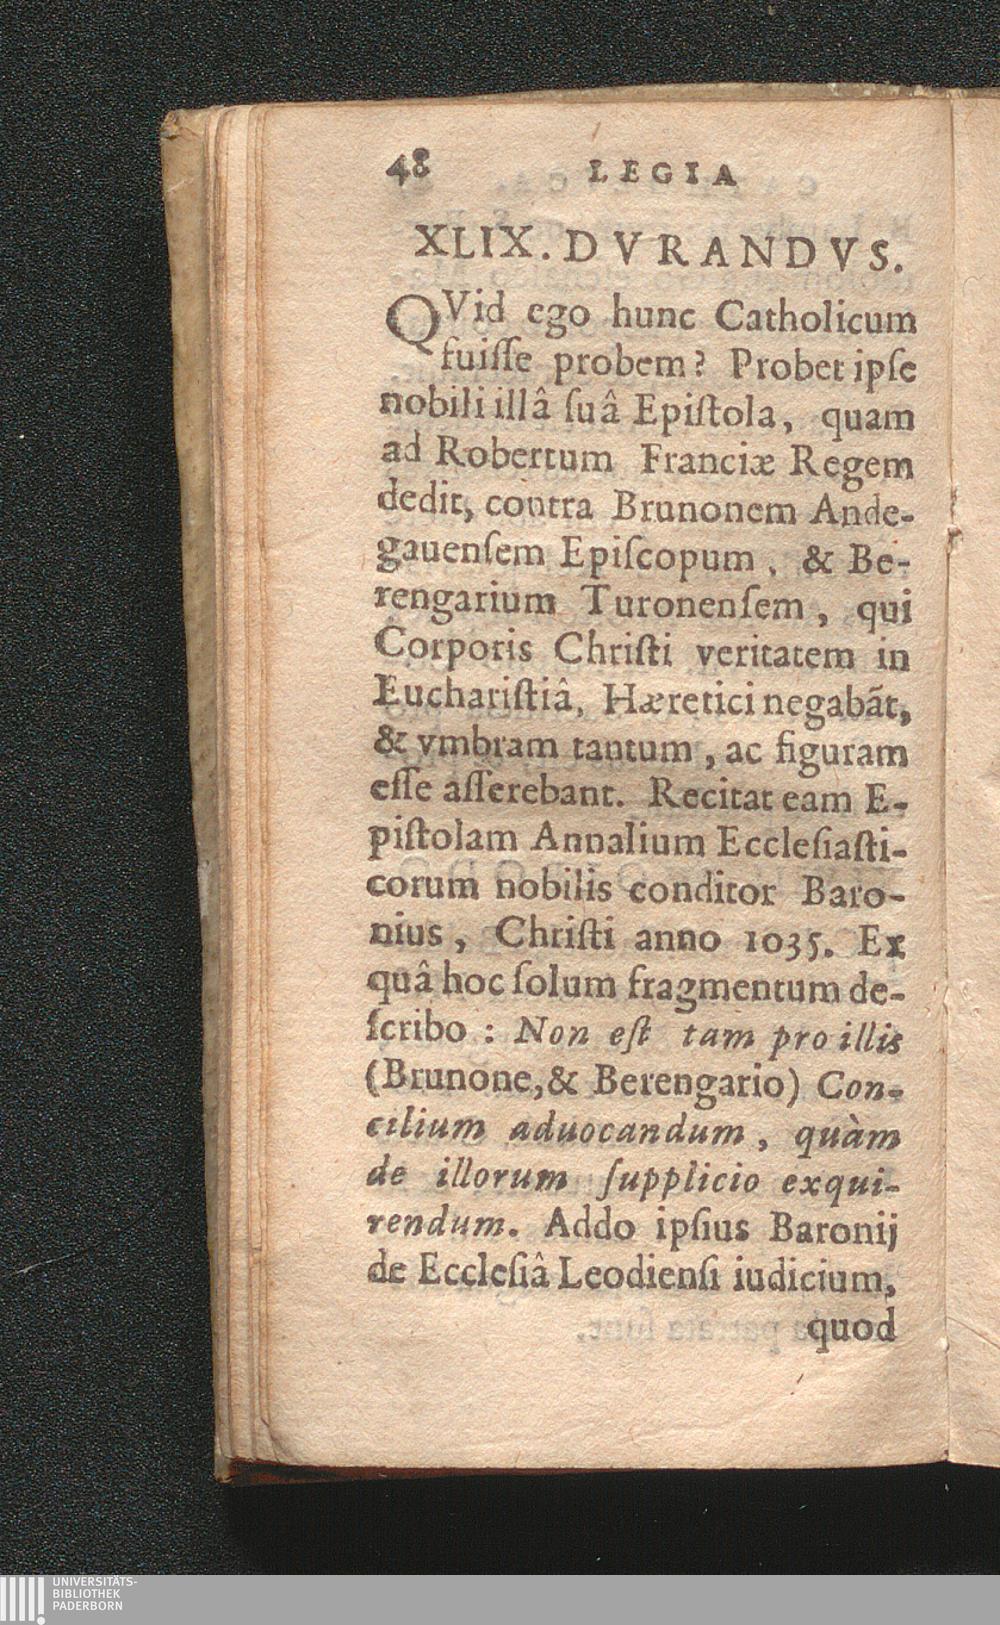 48 LEGIA
XLIX. DVRANDVS.
QVid ego hunc Catholicum
fuiſſe probem? Probet ipſe
nobili illâ ſuâ Epiſtola, quam
ad Robertum Franciæ Regem
dedit, contra Brunonem Ande-
gauenſem Epiſcopum, & Be-
rengarium Turonenſem, qui
Corporis Chriſti veritatem in
Euchariſtiâ, Hæretici negabāt,
& vmbram tantum, ac figuram
eſſe aſſerebant. Recitat eam E-
piſtolam Annalium Eccleſiaſti-
corum nobilis conditor Baro-
nius, Chriſti anno 1035. Ex
quâ hoc ſolum fragmentum de-
ſcribo: Non eſt tam pro illis
(Brunone, & Berengario) Con-
cilium aduocandum, quàm
de illorum ſupplicio exqui-
rendum. Addo ipſius Baronij
de Eccleſiâ Leodienſi iudicium,
quod
UNIVERSITÄTS-
BIBLIOTHEK
PADERBORN